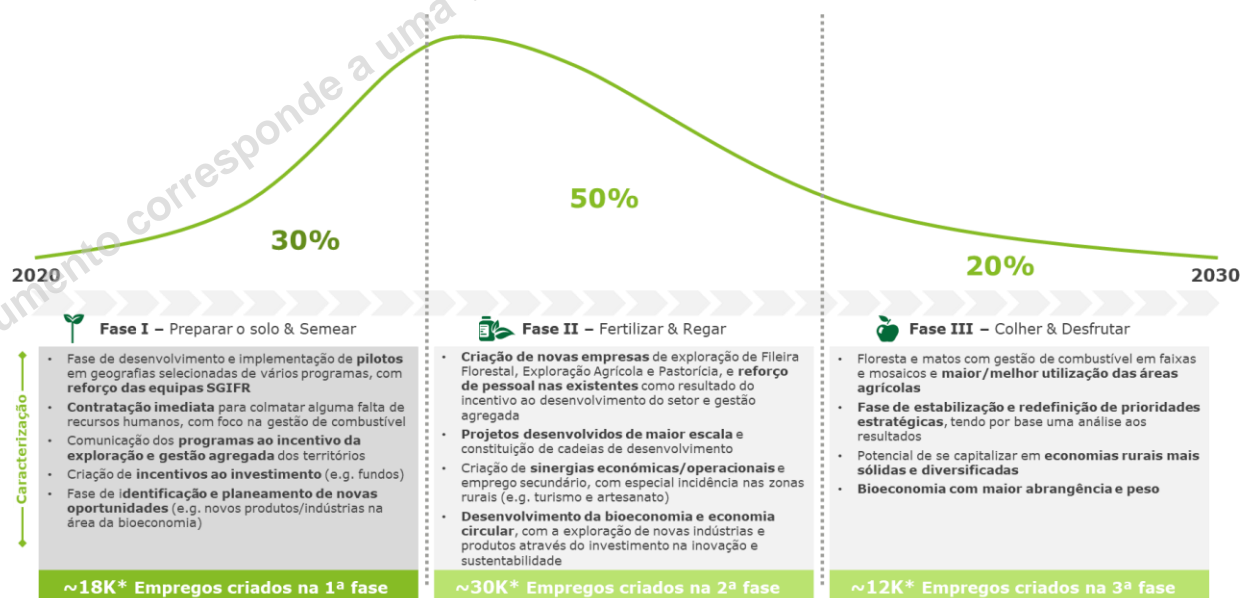 umento corresponde a uma
30%
50%
20%
2020
2030
Fase I – Preparar o solo & Semear
Caracterização
• Fase de desenvolvimento e implementação de pilotos
em geografias selecionadas de vários programas, com
reforço das equipas SGIFR
• Contratação imediata para colmatar alguma falta de
recursos humanos, com foco na gestão de combustível
• Comunicação dos programas ao incentivo da
exploração e gestão agregada dos territórios
• Criação de incentivos ao investimento (e.g. fundos)
• Fase de identificação e planeamento de novas
oportunidades (e.g. novos produtos/indústrias na
área da bioeconomia)
~18K* Empregos criados na 1ª fase
Fase II – Fertilizar & Regar
• Criação de novas empresas de exploração de Fileira
Florestal, Exploração Agrícola e Pastorícia, e reforço
de pessoal nas existentes como resultado do
incentivo ao desenvolvimento do setor e gestão
agregada
• Projetos desenvolvidos de maior escala e
constituição de cadeias de desenvolvimento
• Criação de sinergias económicas/operacionais e
emprego secundário, com especial incidência nas zonas
rurais (e.g. turismo e artesanato)
• Desenvolvimento da bioeconomia e economia
circular, com a exploração de novas indústrias e
produtos através do investimento na inovação e
sustentabilidade
~30K* Empregos criados na 2ª fase
Fase III – Colher & Desfrutar
• Floresta e matos com gestão de combustível em faixas
e mosaicos e maior/melhor utilização das áreas
agrícolas
• Fase de estabilização e redefinição de prioridades
estratégicas, tendo por base uma análise aos
resultados
• Potencial de se capitalizar em economias rurais mais
sólidas e diversificadas
• Bioeconomia com maior abrangência e peso
~12K* Empregos criados na 3ª fase